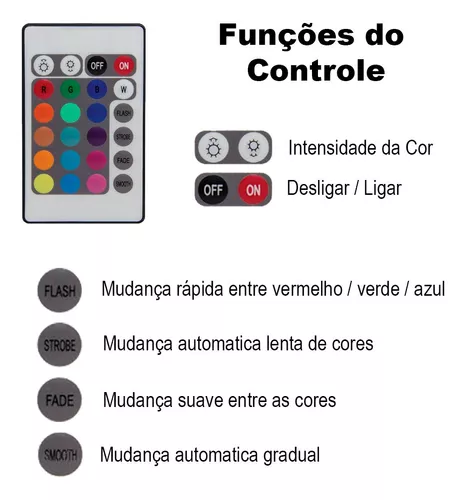 Funções do
Controle
OFF ON
R G B W
FLASH
STROBE
FADE
SMOOTH
Intensidade da Cor
OFF ON Desligar / Ligar
FLASH Mudança rápida entre vermelho / verde / azul
STROBE Mudança automatica lenta de cores
FADE Mudança suave entre as cores
SMOOTH Mudança automatica gradual